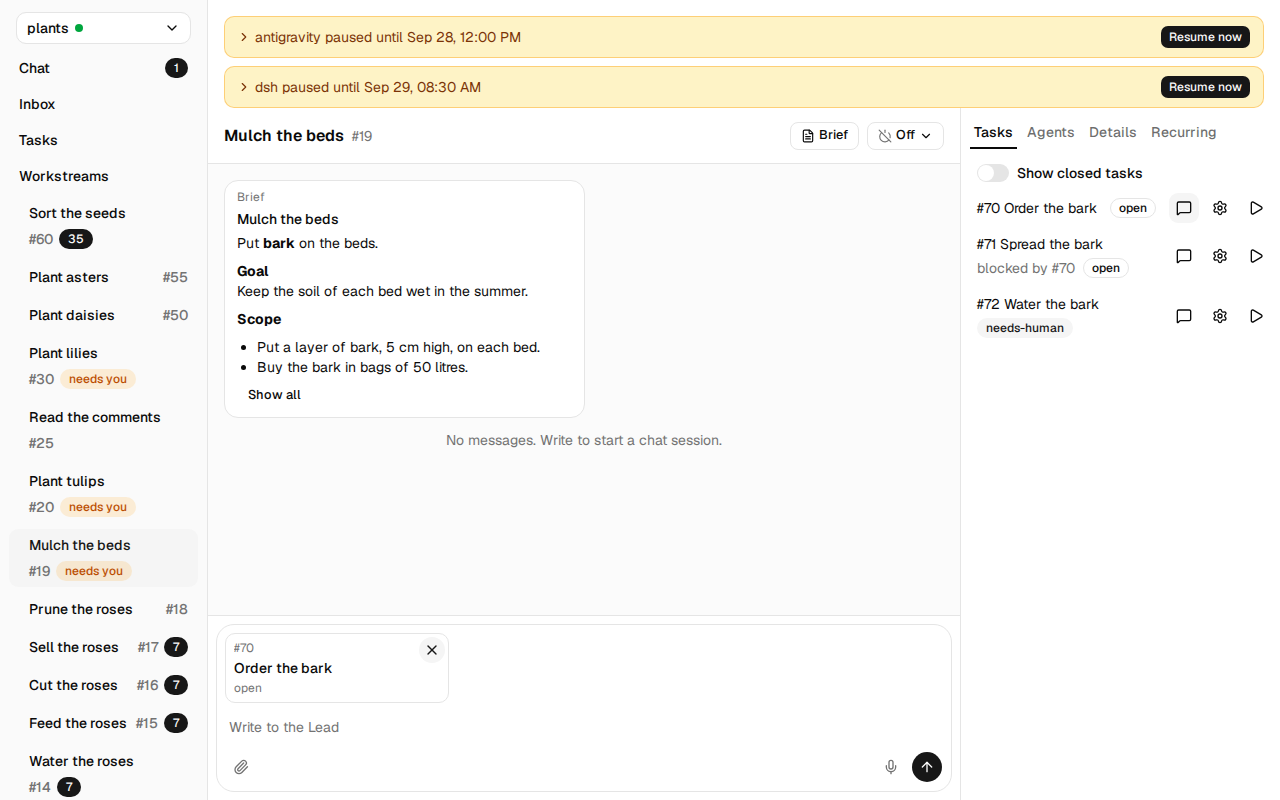 plants
Chat 1
Inbox
Tasks
Workstreams
Sort the seeds
#60 35
Plant asters #55
Plant daisies #50
Plant lilies
#30 needs you
Read the comments
#25
Plant tulips
#20 needs you
Mulch the beds
#19 needs you
Prune the roses #18
Sell the roses #17 7
Cut the roses #16 7
Feed the roses #15 7
Water the roses
#14 7
antigravity paused until Sep 28, 12:00 PM Resume now
dsh paused until Sep 29, 08:30 AM Resume now
Mulch the beds #19 Brief Off
Brief
Mulch the beds
Put bark on the beds.
Goal
Keep the soil of each bed wet in the summer.
Scope
• Put a layer of bark, 5 cm high, on each bed.
• Buy the bark in bags of 50 litres.
Show all
No messages. Write to start a chat session.
#70
Order the bark
open
Write to the Lead
Tasks Agents Details Recurring
Show closed tasks
#70 Order the bark open
#71 Spread the bark
blocked by #70 open
#72 Water the bark
needs-human